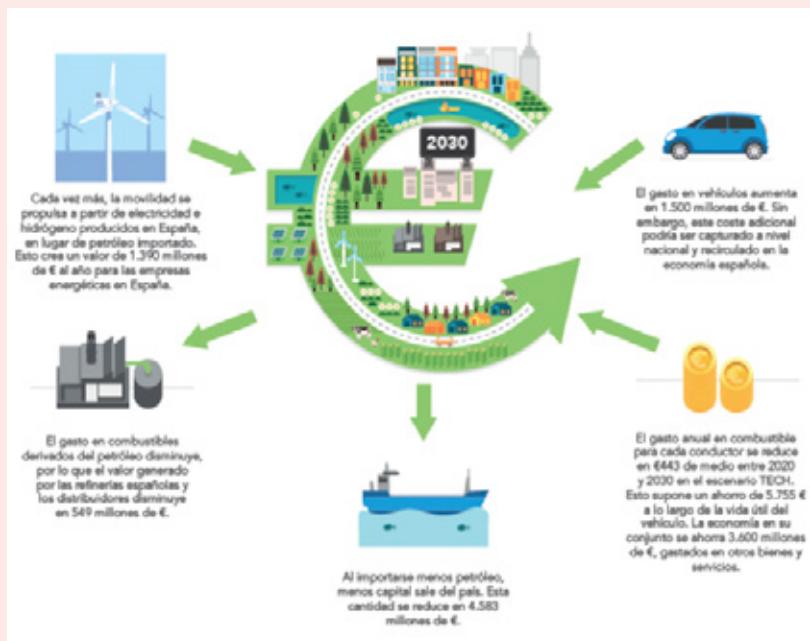 2030
Cada vez más, la movilidad se
propulsa a partir de electricidad e
hidrógeno producidos en España,
en lugar de petróleo importado.
Esto crea un valor de 1.390 millones
de € al año para las empresas
energéticas en España.
El gasto en vehículos aumenta
en 1.500 millones de €. Sin
embargo, este coste adicional
podría ser capturado a nivel
nacional y recirculado en la
economía española.
El gasto en combustibles
derivados del petróleo disminuye,
por lo que el valor generado
por las refinerías españolas y
los distribuidores disminuye
en 549 millones de €.
Al importarse menos petróleo,
menos capital sale del país. Esta
cantidad se reduce en 4.583
millones de €.
El gasto anual en combustible
para cada conductor se reduce
en €443 de medio entre 2020
y 2030 en el escenario TECH.
Esto supone un ahorro de 5.755 €
a lo largo de la vida útil del
vehículo. La economía en su
conjunto se ahorra 3.600 millones
de €, gastados en otros bienes y
servicios.